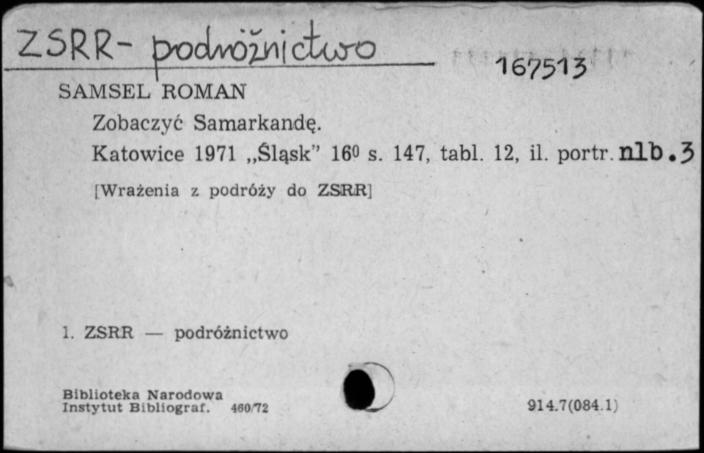 ZSRR - podróżnictwo
167513
SAMSEL ROMAN
Zobaczyć Samarkandę.
Katowice 1971 „Śląsk” 16⁰ s. 147, tabl. 12, il. portr. nlb. 3
[Wrażenia z podróży do ZSRR]
1. ZSRR — podróżnictwo
Biblioteka Narodowa
Instytut Bibliograf. 460/72
914.7(084.1)